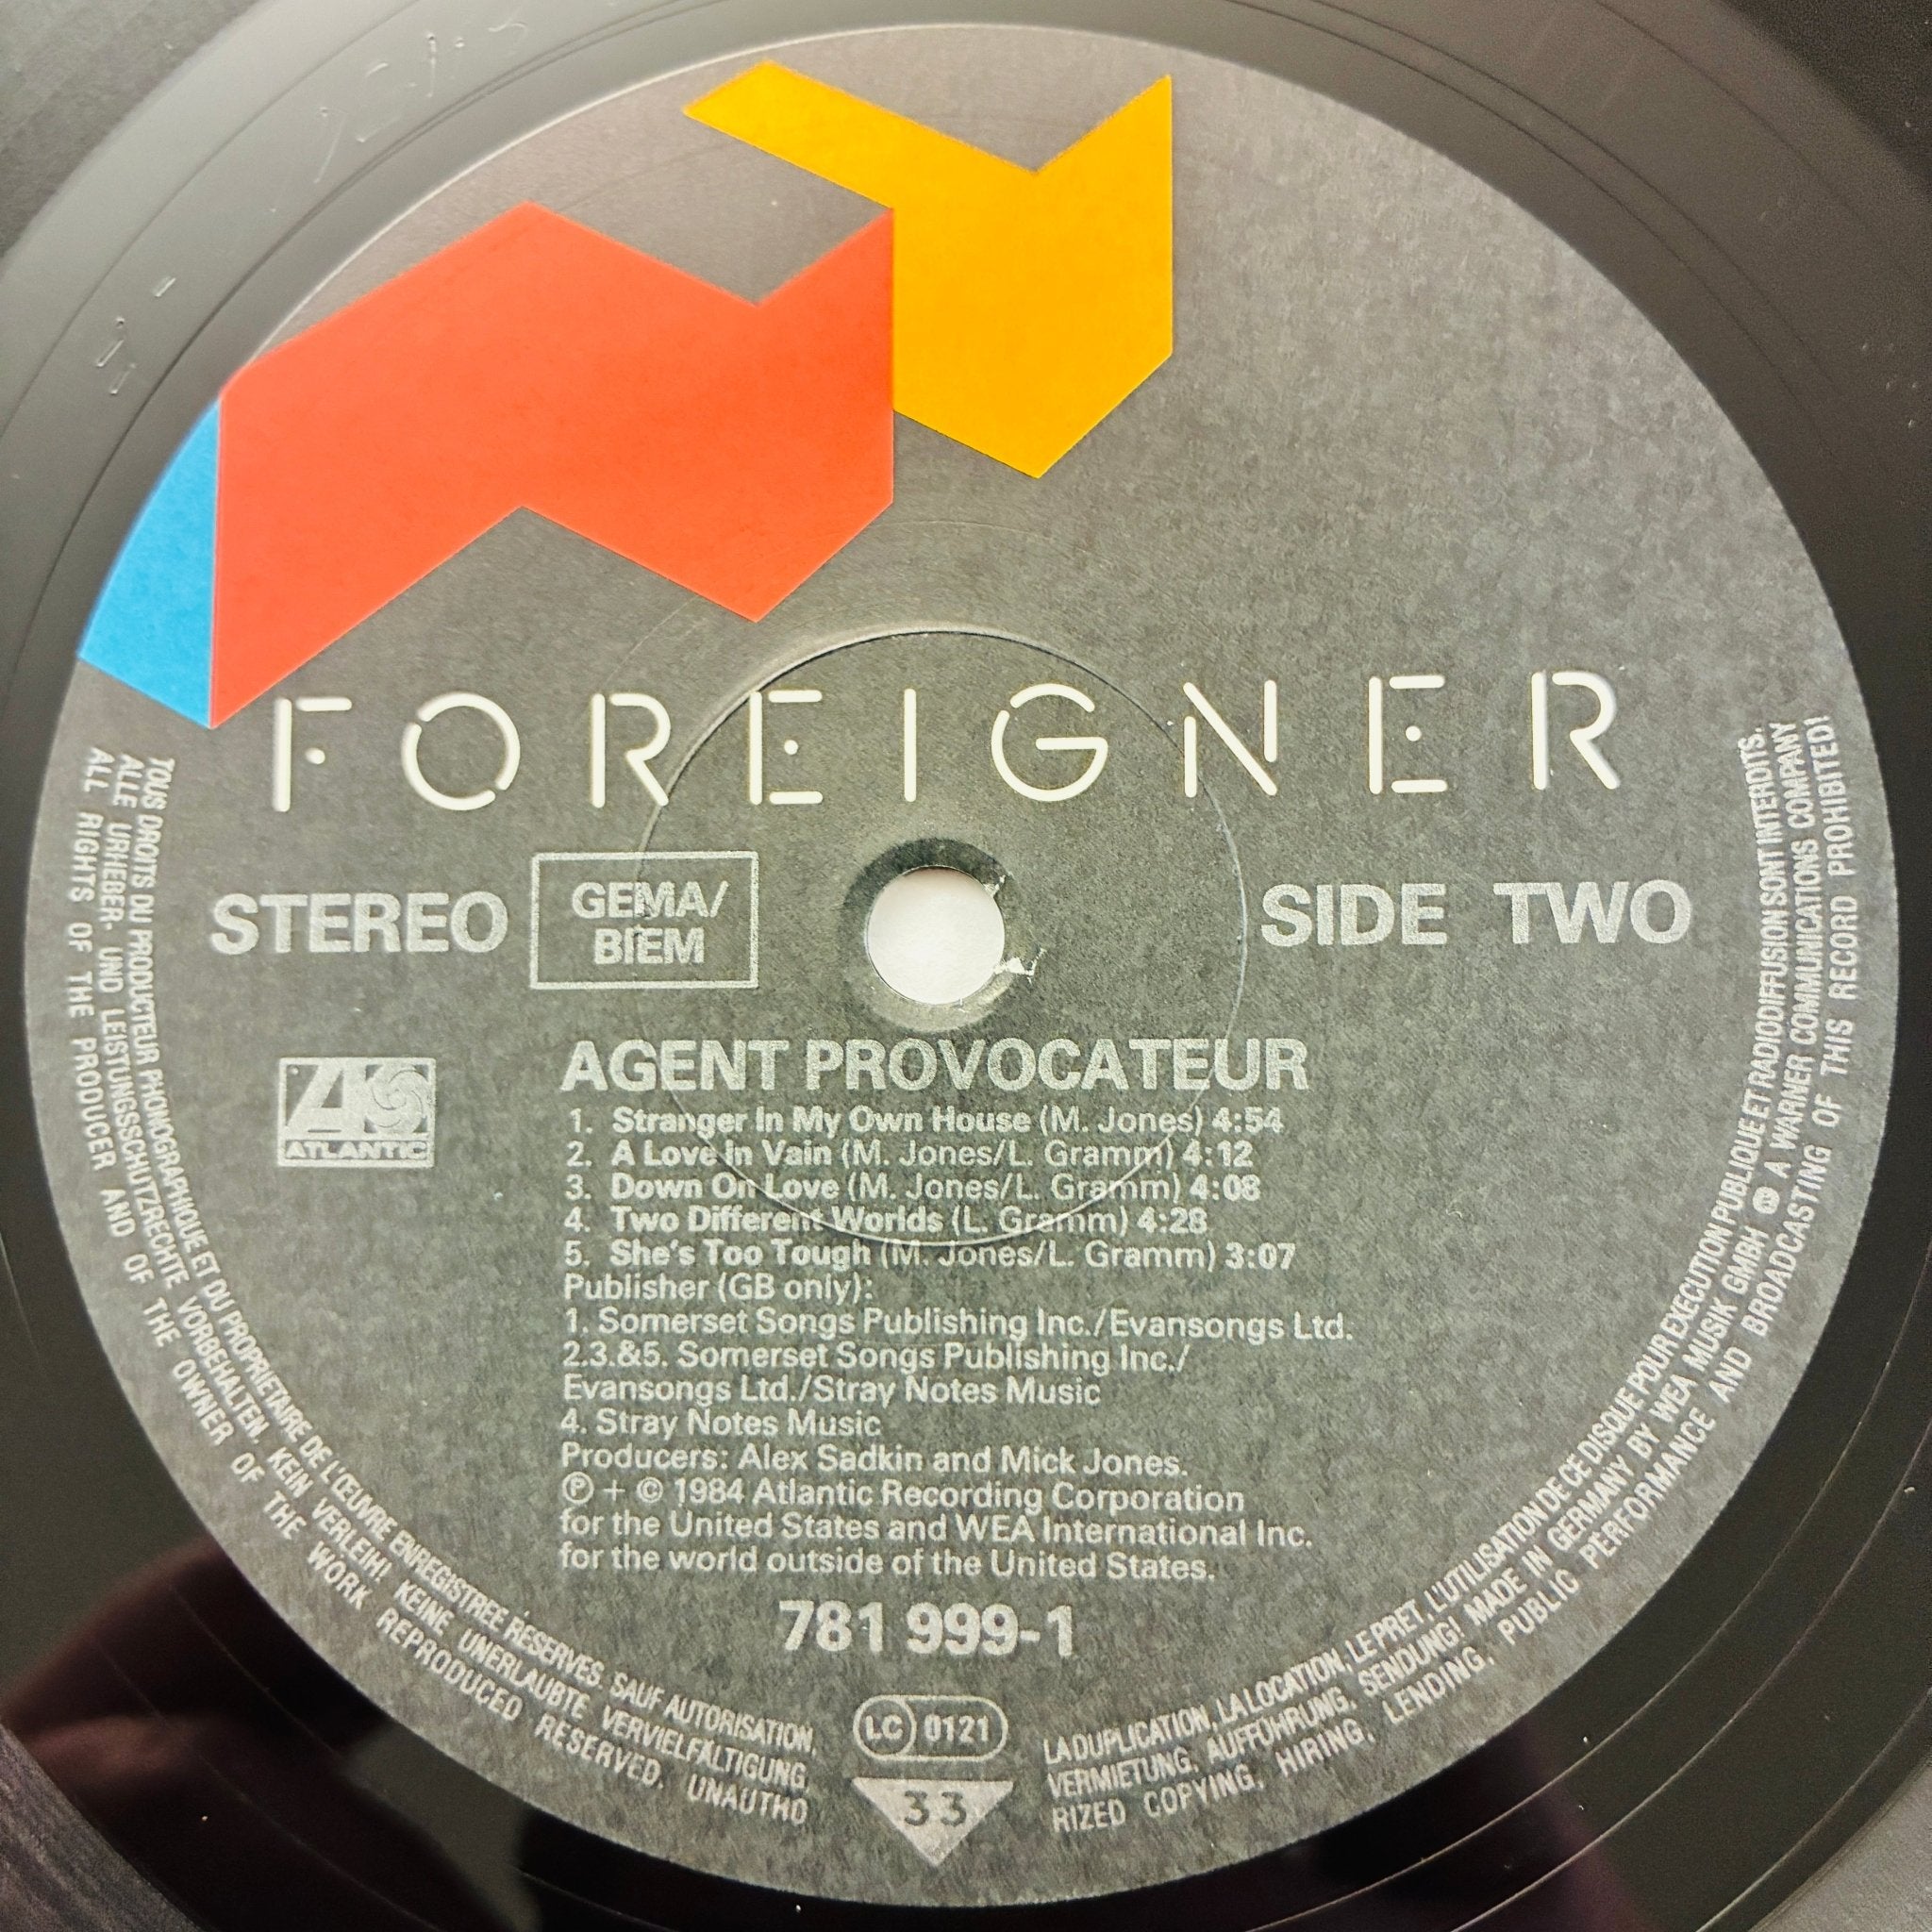 FOREIGNER
STEREO
GEMA/
BIEM
SIDE TWO
ATLANTIC
AGENT PROVOCATEUR
1. Stranger In My Own House (M. Jones) 4:54
2. A Love In Vain (M. Jones/L. Gramm) 4:12
3. Down On Love (M. Jones/L. Gramm) 4:08
4. Two Different Worlds (L. Gramm) 4:28
5. She's Too Tough (M. Jones/L. Gramm) 3:07
Publisher (GB only):
1. Somerset Songs Publishing Inc./Evansongs Ltd.
2.3.&5. Somerset Songs Publishing Inc./
Evansongs Ltd./Stray Notes Music
4. Stray Notes Music
Producers: Alex Sadkin and Mick Jones.
Ⓟ + © 1984 Atlantic Recording Corporation
for the United States and WEA International Inc.
for the world outside of the United States.
781 999-1
LC 0121
33
TOUS DROITS DU PRODUCTEUR PHONOGRAPHIQUE ET DU PROPRIETAIRE DE L'ŒUVRE ENREGISTREE RESERVES. SAUF AUTORISATION, LA DUPLICATION, LA LOCATION, LE PRET, L'UTILISATION DE CE DISQUE POUR EXECUTION PUBLIQUE ET RADIODIFFUSION SONT INTERDITS.
ALLE URHEBER- UND LEISTUNGSSCHUTZRECHTE VORBEHALTEN. KEIN VERLEIH! KEINE UNERLAUBTE VERVIELFÄLTIGUNG, VERMIETUNG, AUFFÜHRUNG, SENDUNG! MADE IN GERMANY BY WEA MUSIK GMBH A WARNER COMMUNICATIONS COMPANY
ALL RIGHTS OF THE PRODUCER AND OF THE OWNER OF THE WORK REPRODUCED RESERVED. UNAUTHORIZED COPYING, HIRING, LENDING, PUBLIC PERFORMANCE AND BROADCASTING OF THIS RECORD PROHIBITED!